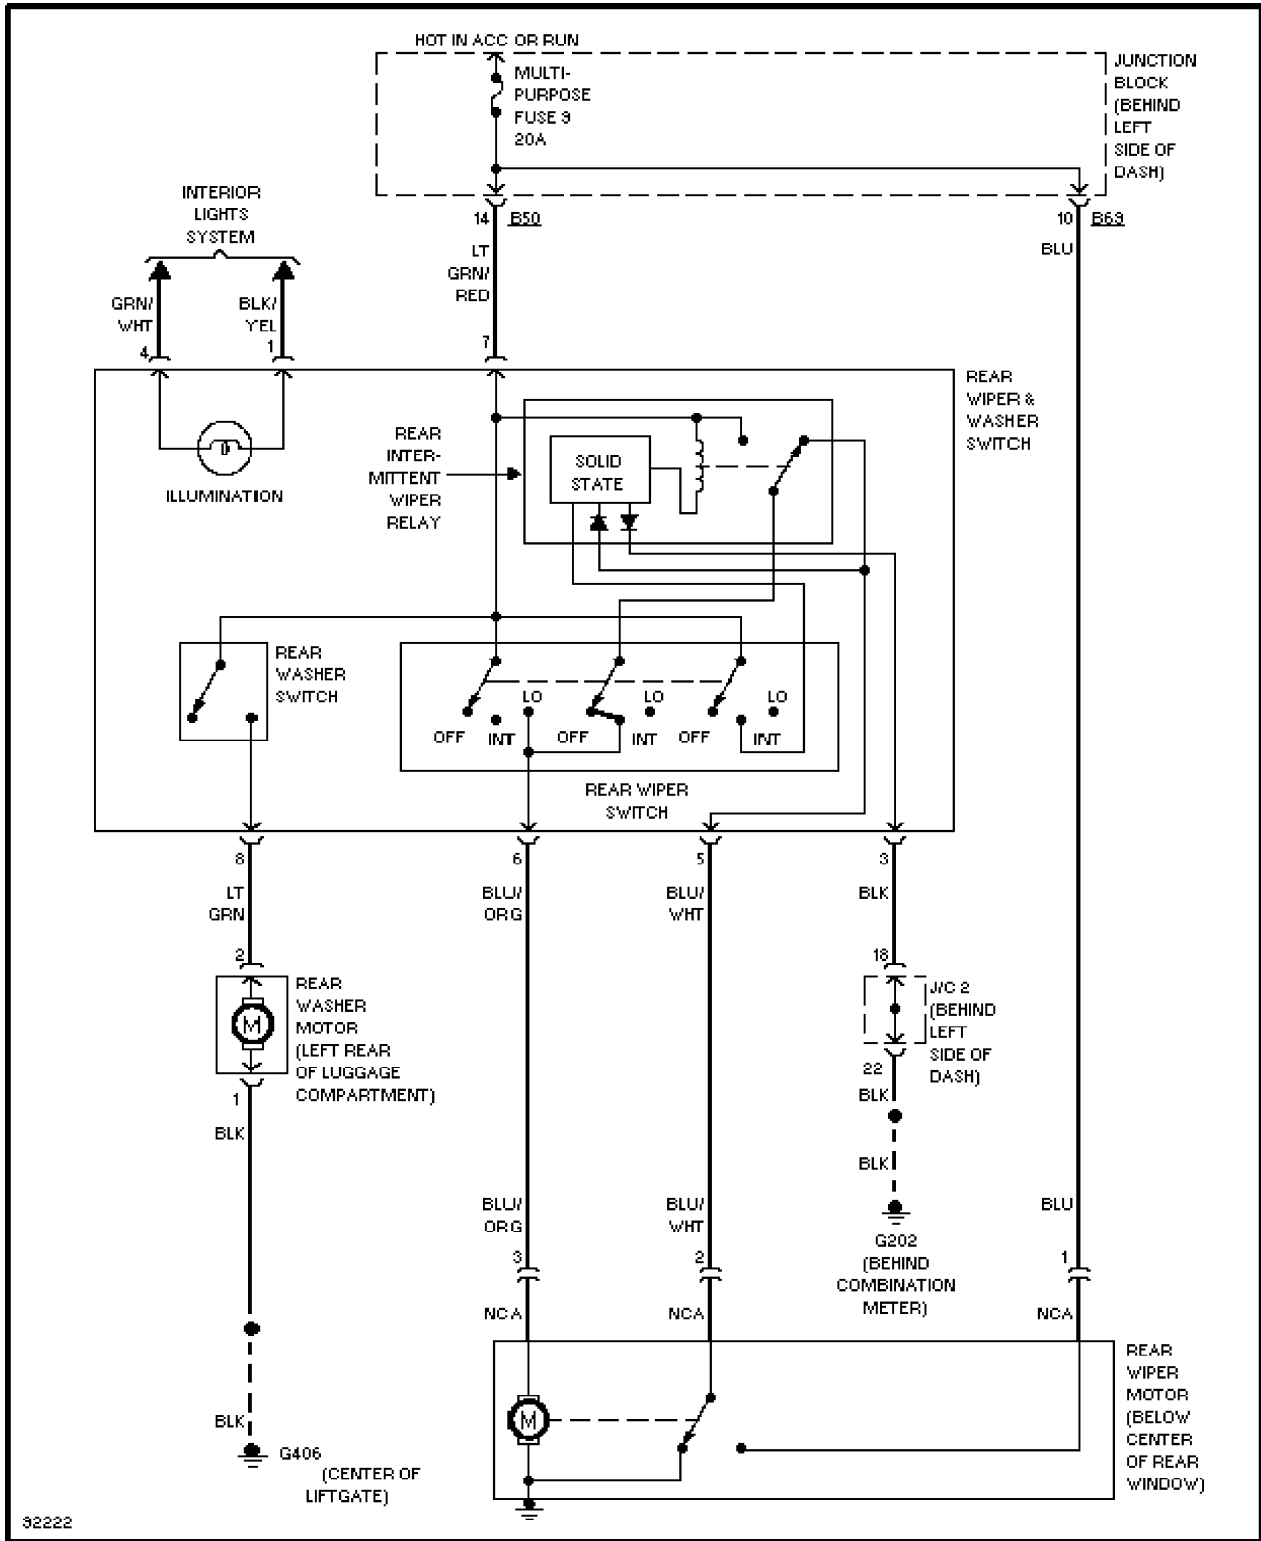 HOT IN ACC OR RUN
MULTI-
PURPOSE
FUSE 9
20A
JUNCTION
BLOCK
(BEHIND
LEFT
SIDE OF
DASH)
INTERIOR
LIGHTS
SYSTEM
14 B50
10 B69
LT
GRN/
RED
BLU
GRN/
WHT
BLK/
YEL
4
1
7
REAR
WIPER &
WASHER
SWITCH
REAR
INTER-
MITTENT
WIPER
RELAY
SOLID
STATE
ILLUMINATION
REAR
WASHER
SWITCH
LO
LO
LO
OFF
INT
OFF
INT
OFF
INT
REAR WIPER
SWITCH
8
6
5
3
LT
GRN
BLU/
ORG
BLU/
WHT
BLK
2
18
REAR
WASHER
MOTOR
(LEFT REAR
OF LUGGAGE
COMPARTMENT)
M
J/C 2
(BEHIND
LEFT
SIDE OF
DASH)
1
22
BLK
BLK
BLK
BLU/
ORG
BLU/
WHT
BLU
G202
(BEHIND
COMBINATION
METER)
3
2
1
NCA
NCA
NCA
REAR
WIPER
MOTOR
(BELOW
CENTER
OF REAR
WINDOW)
M
BLK
G406
(CENTER OF
LIFTGATE)
92222